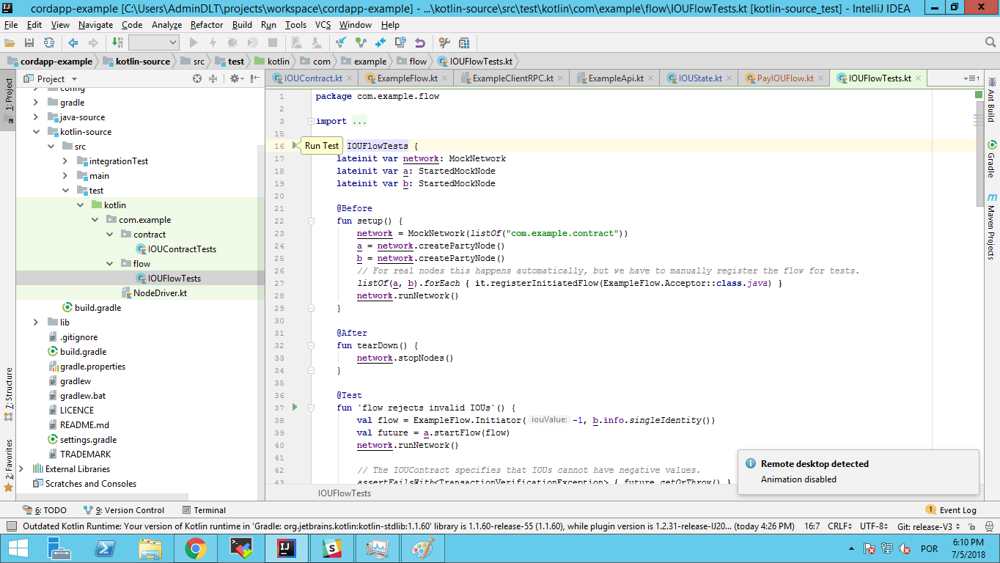 cordapp-example [C:\Users\AdminDLT\projects\workspace\cordapp-example] - ...\kotlin-source\src\test\kotlin\com\example\flow\IOUFlowTests.kt [kotlin-source_test] - IntelliJ IDEA
File Edit View Navigate Code Analyze Refactor Build Run Tools VCS Window Help
cordapp-example kotlin-source src test kotlin com example flow IOUFlowTests.kt
1: Project
Project
IOUContract.kt ExampleFlow.kt ExampleClientRPC.kt ExampleApi.kt IOUState.kt PayIOUFlow.kt IOUFlowTests.kt
config
gradle
java-source
kotlin-source
src
integrationTest
main
test
kotlin
com.example
contract
IOUContractTests
flow
IOUFlowTests
NodeDriver.kt
build.gradle
lib
.gitignore
build.gradle
gradle.properties
gradlew
gradlew.bat
LICENCE
README.md
settings.gradle
TRADEMARK
External Libraries
Scratches and Consoles
7: Structure
2: Favorites
1 package com.example.flow
2
3 import ...
15
16 Run Test IOUFlowTests {
17 lateinit var network: MockNetwork
18 lateinit var a: StartedMockNode
19 lateinit var b: StartedMockNode
20
21 @Before
22 fun setup() {
23 network = MockNetwork(listOf("com.example.contract"))
24 a = network.createPartyNode()
25 b = network.createPartyNode()
26 // For real nodes this happens automatically, but we have to manually register the flow for tests.
27 listOf(a, b).forEach { it.registerInitiatedFlow(ExampleFlow.Acceptor::class.java) }
28 network.runNetwork()
29 }
30
31 @After
32 fun tearDown() {
33 network.stopNodes()
34 }
35
36 @Test
37 fun `flow rejects invalid IOUs`() {
38 val flow = ExampleFlow.Initiator( iouValue: -1, b.info.singleIdentity())
39 val future = a.startFlow(flow)
40 network.runNetwork()
41
42 // The IOUContract specifies that IOUs cannot have negative values.
43 assertFailsWith<TransactionVerificationException> { future.getOrThrow() }
IOUFlowTests
Ant Build
Gradle
m Maven Projects
Remote desktop detected
Animation disabled
6: TODO 9: Version Control Terminal 1 Event Log
Outdated Kotlin Runtime: Your version of Kotlin runtime in 'Gradle: org.jetbrains.kotlin:kotlin-stdlib:1.1.60' library is 1.1.60-release-55 (1.1.60), while plugin version is 1.2.31-release-IJ20... (today 4:26 PM) 16:7 CRLF UTF-8 Git: release-V3
POR
6:10 PM
7/5/2018